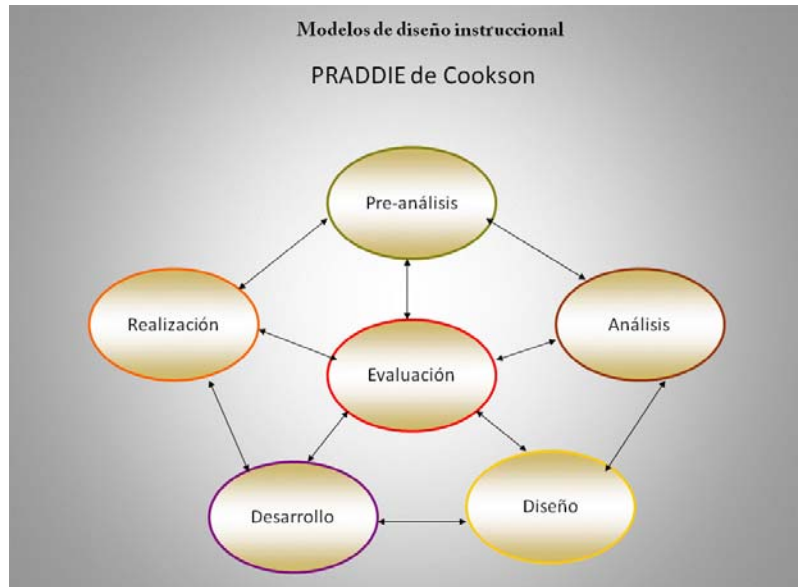 Modelos de diseño instruccional
PRADDIE de Cookson
Pre-análisis
Realización
Análisis
Evaluación
Desarrollo
Diseño